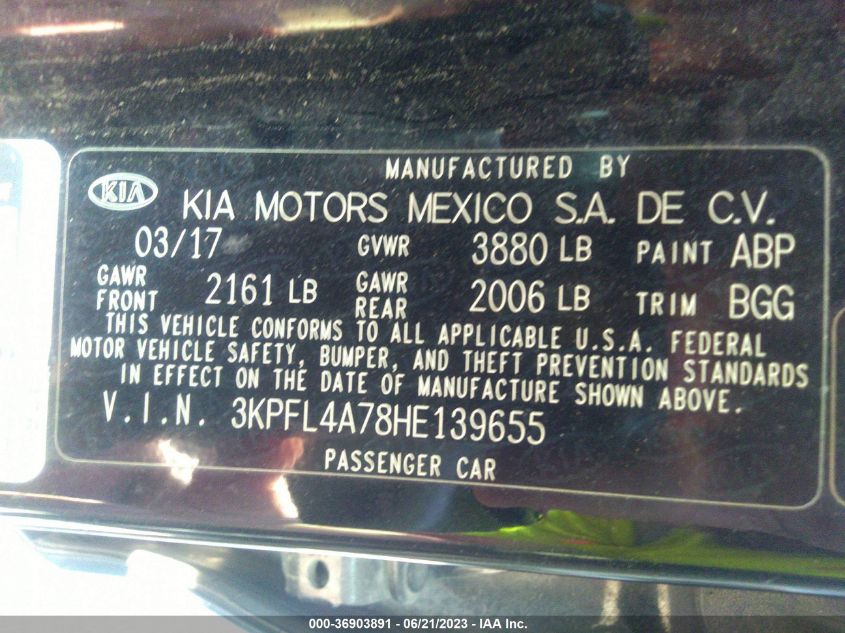 MANUFACTURED BY
KIA
KIA MOTORS MEXICO S.A. DE C.V.
03/17 GVWR 3880 LB PAINT ABP
GAWR FRONT 2161 LB GAWR REAR 2006 LB TRIM BGG
THIS VEHICLE CONFORMS TO ALL APPLICABLE U.S.A. FEDERAL
MOTOR VEHICLE SAFETY, BUMPER, AND THEFT PREVENTION STANDARDS
IN EFFECT ON THE DATE OF MANUFACTURE SHOWN ABOVE.
V.I.N. 3KPFL4A78HE139655
PASSENGER CAR
000-36903891 - 06/21/2023 - IAA Inc.